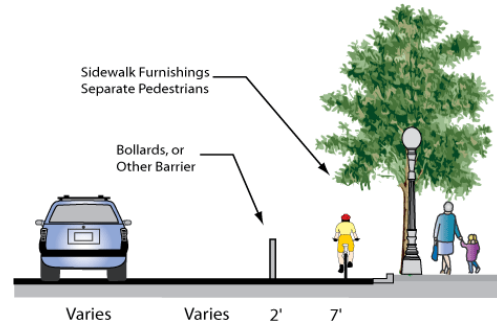 Sidewalk Furnishings
Separate Pedestrians
Bollards, or
Other Barrier
Varies
Varies
2'
7'